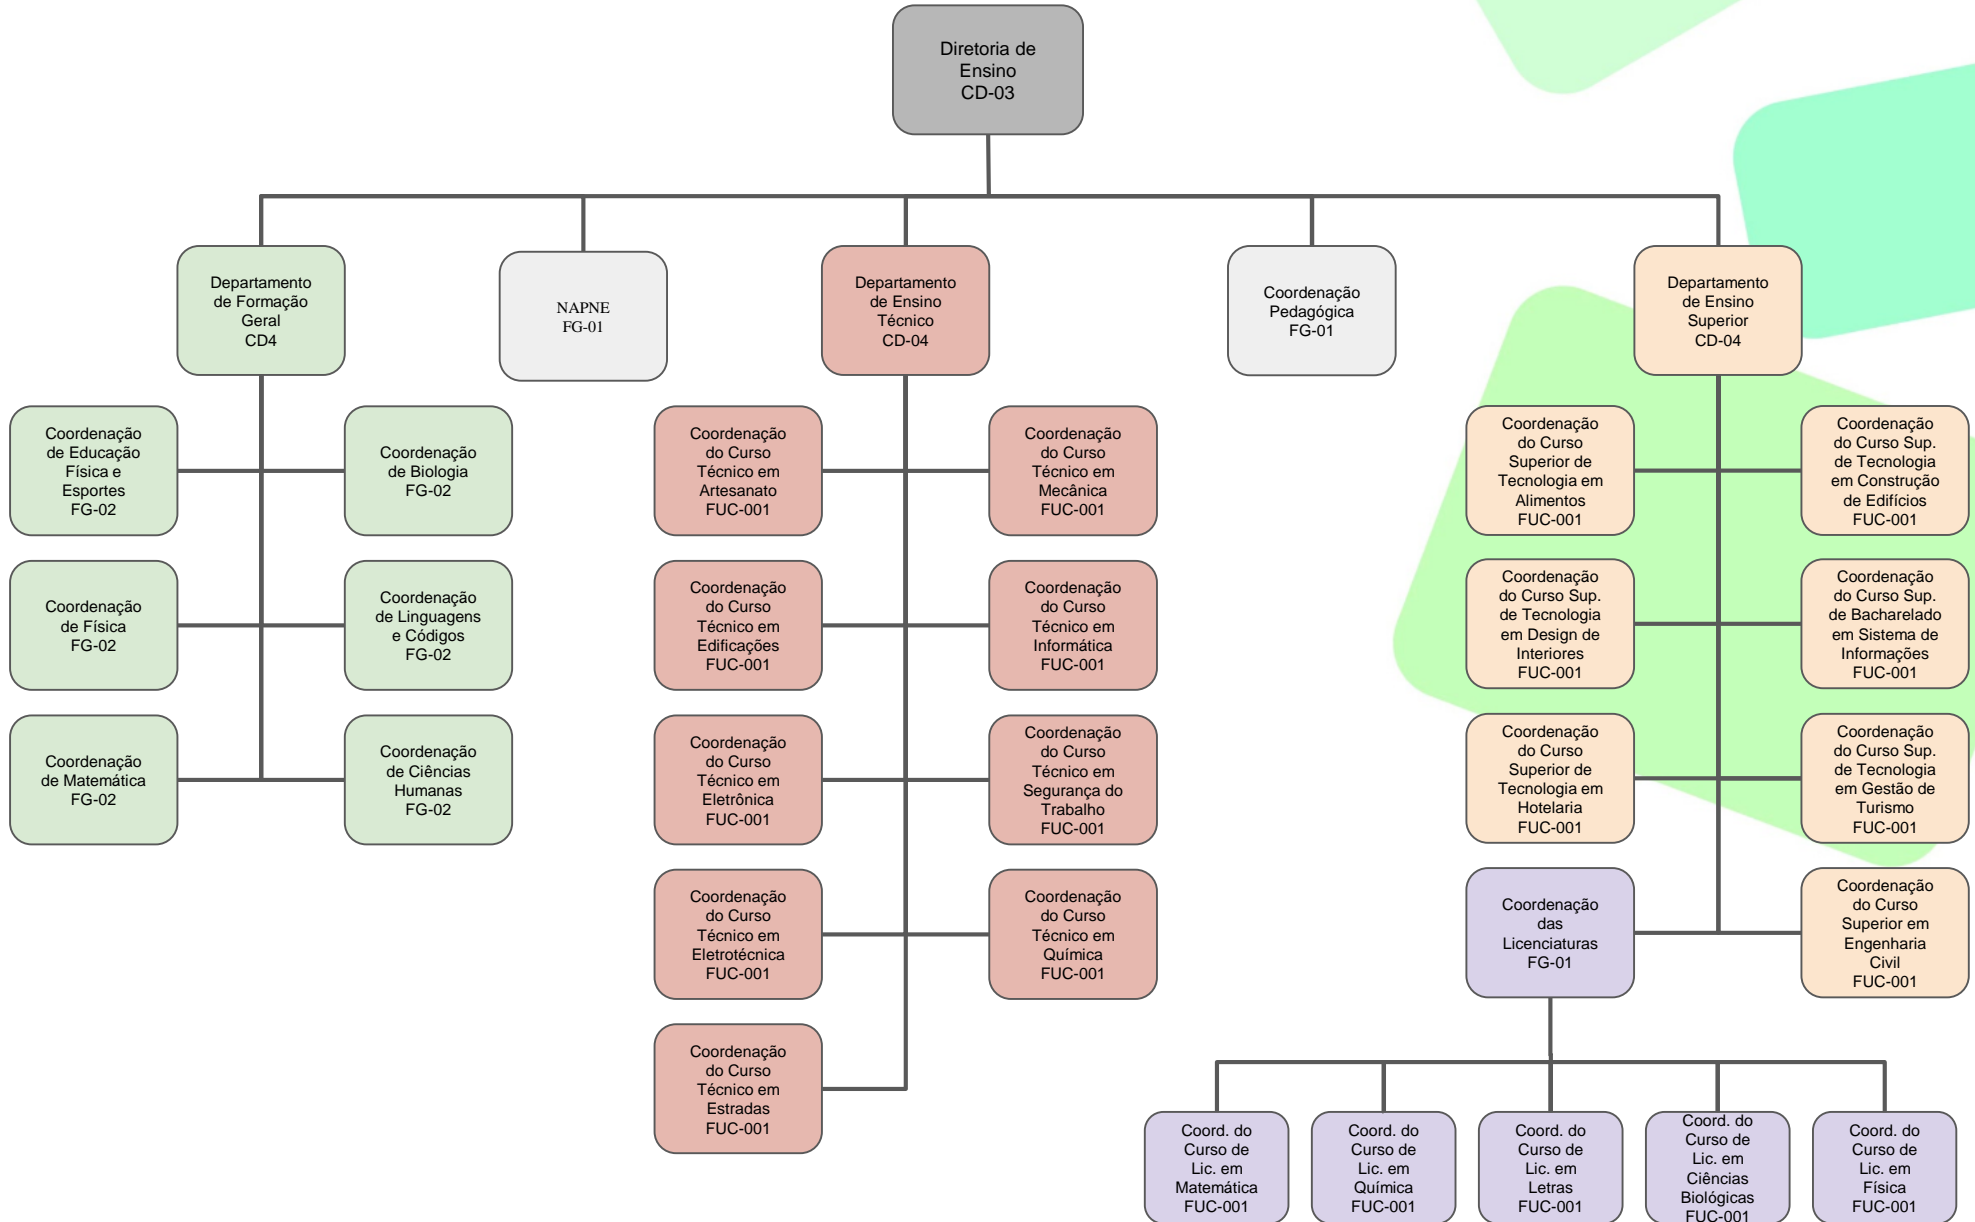 Diretoria de
Ensino
CD-03
Departamento
de Formação
Geral
CD4
NAPNE
FG-01
Departamento
de Ensino
Técnico
CD-04
Coordenação
Pedagógica
FG-01
Departamento
de Ensino
Superior
CD-04
Coordenação
de Educação
Física e
Esportes
FG-02
Coordenação
de Biologia
FG-02
Coordenação
do Curso
Técnico em
Artesanato
FUC-001
Coordenação
do Curso
Técnico em
Mecânica
FUC-001
Coordenação
do Curso
Superior de
Tecnologia em
Alimentos
FUC-001
Coordenação
do Curso Sup.
de Tecnologia
em Construção
de Edifícios
FUC-001
Coordenação
de Física
FG-02
Coordenação
de Linguagens
e Códigos
FG-02
Coordenação
do Curso
Técnico em
Edificações
FUC-001
Coordenação
do Curso
Técnico em
Informática
FUC-001
Coordenação
do Curso Sup.
de Tecnologia
em Design de
Interiores
FUC-001
Coordenação
do Curso Sup.
de Bacharelado
em Sistema de
Informações
FUC-001
Coordenação
de Matemática
FG-02
Coordenação
de Ciências
Humanas
FG-02
Coordenação
do Curso
Técnico em
Eletrônica
FUC-001
Coordenação
do Curso
Técnico em
Segurança do
Trabalho
FUC-001
Coordenação
do Curso
Superior de
Tecnologia em
Hotelaria
FUC-001
Coordenação
do Curso Sup.
de Tecnologia
em Gestão de
Turismo
FUC-001
Coordenação
do Curso
Técnico em
Eletrotécnica
FUC-001
Coordenação
do Curso
Técnico em
Química
FUC-001
Coordenação
das
Licenciaturas
FG-01
Coordenação
do Curso
Superior em
Engenharia
Civil
FUC-001
Coordenação
do Curso
Técnico em
Estradas
FUC-001
Coord. do
Curso de
Lic. em
Matemática
FUC-001
Coord. do
Curso de
Lic. em
Química
FUC-001
Coord. do
Curso de
Lic. em
Letras
FUC-001
Coord. do
Curso de
Lic. em
Ciências
Biológicas
FUC-001
Coord. do
Curso de
Lic. em
Física
FUC-001